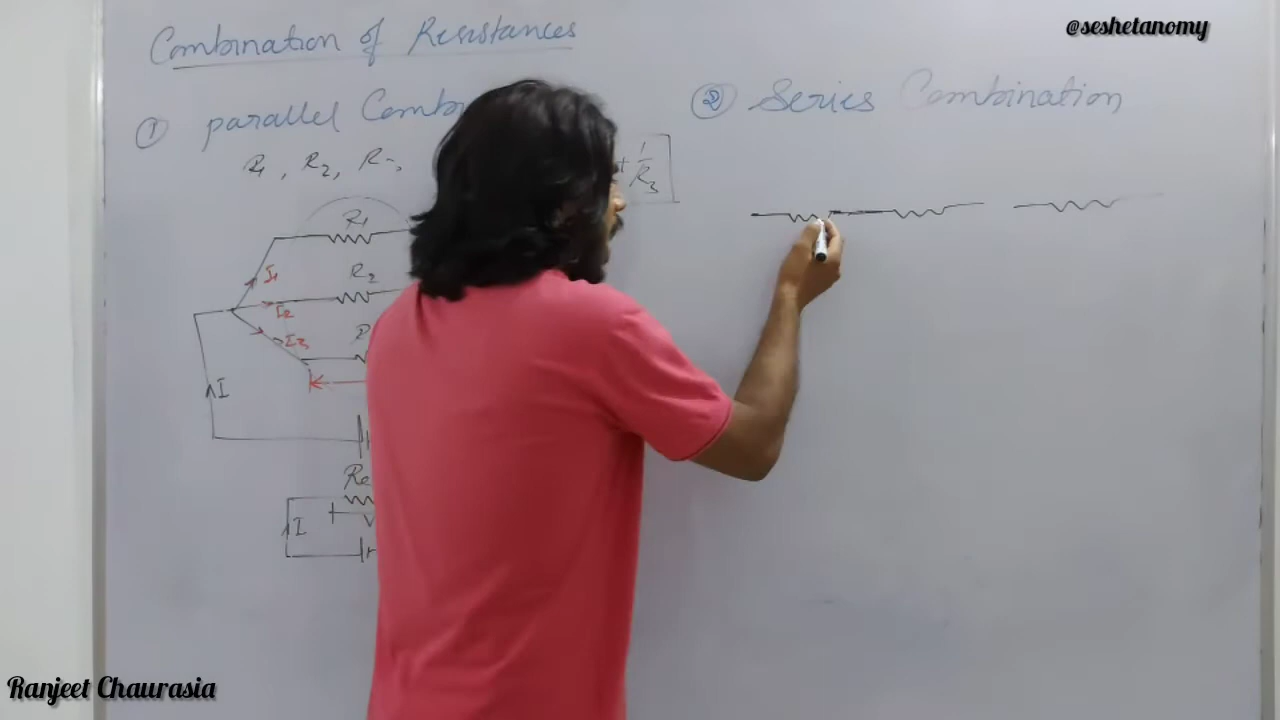 @seshetanomy
Combination of Resistances
① parallel Comb
② Series Combination
R1 , R2 , R
+ 1/R3
R1
I1
R2
I2
I3
I
Re
I
V
Ranjeet Chaurasia